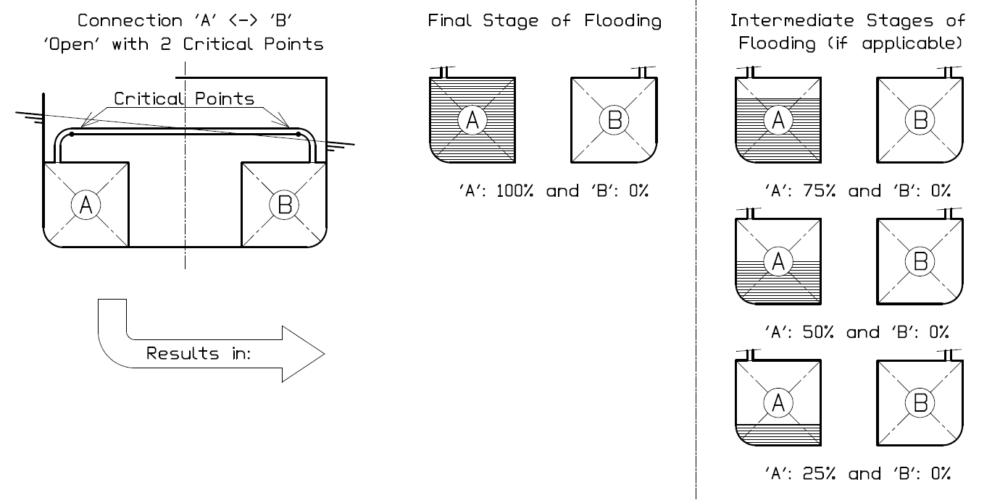 Connection 'A' <-> 'B'
'Open' with 2 Critical Points
Critical Points
A
B
Results in:
Final Stage of Flooding
A
B
'A': 100% and 'B': 0%
Intermediate Stages of
Flooding (if applicable)
A
B
'A': 75% and 'B': 0%
A
B
'A': 50% and 'B': 0%
A
B
'A': 25% and 'B': 0%